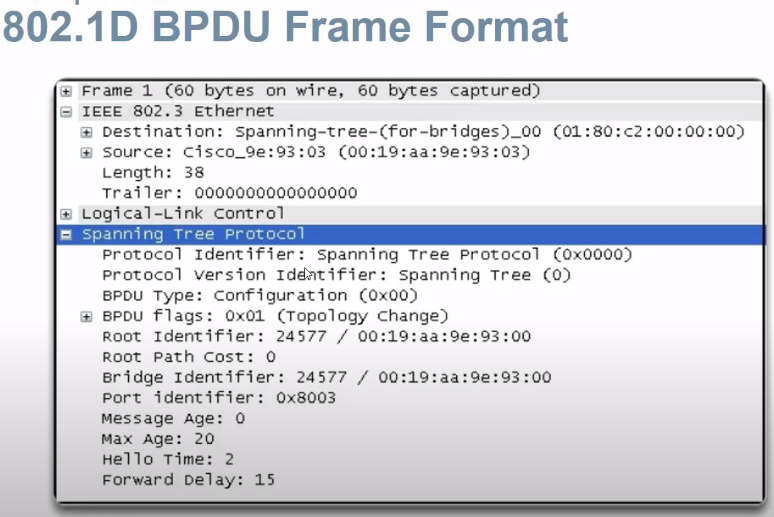 802.1D BPDU Frame Format
Frame 1 (60 bytes on wire, 60 bytes captured)
IEEE 802.3 Ethernet
Destination: Spanning-tree-(for-bridges)_00 (01:80:c2:00:00:00)
Source: Cisco_9e:93:03 (00:19:aa:9e:93:03)
Length: 38
Trailer: 0000000000000000
Logical-Link Control
Spanning Tree Protocol
Protocol Identifier: Spanning Tree Protocol (0x0000)
Protocol Version Identifier: Spanning Tree (0)
BPDU Type: Configuration (0x00)
BPDU flags: 0x01 (Topology Change)
Root Identifier: 24577 / 00:19:aa:9e:93:00
Root Path Cost: 0
Bridge Identifier: 24577 / 00:19:aa:9e:93:00
Port identifier: 0x8003
Message Age: 0
Max Age: 20
Hello Time: 2
Forward Delay: 15